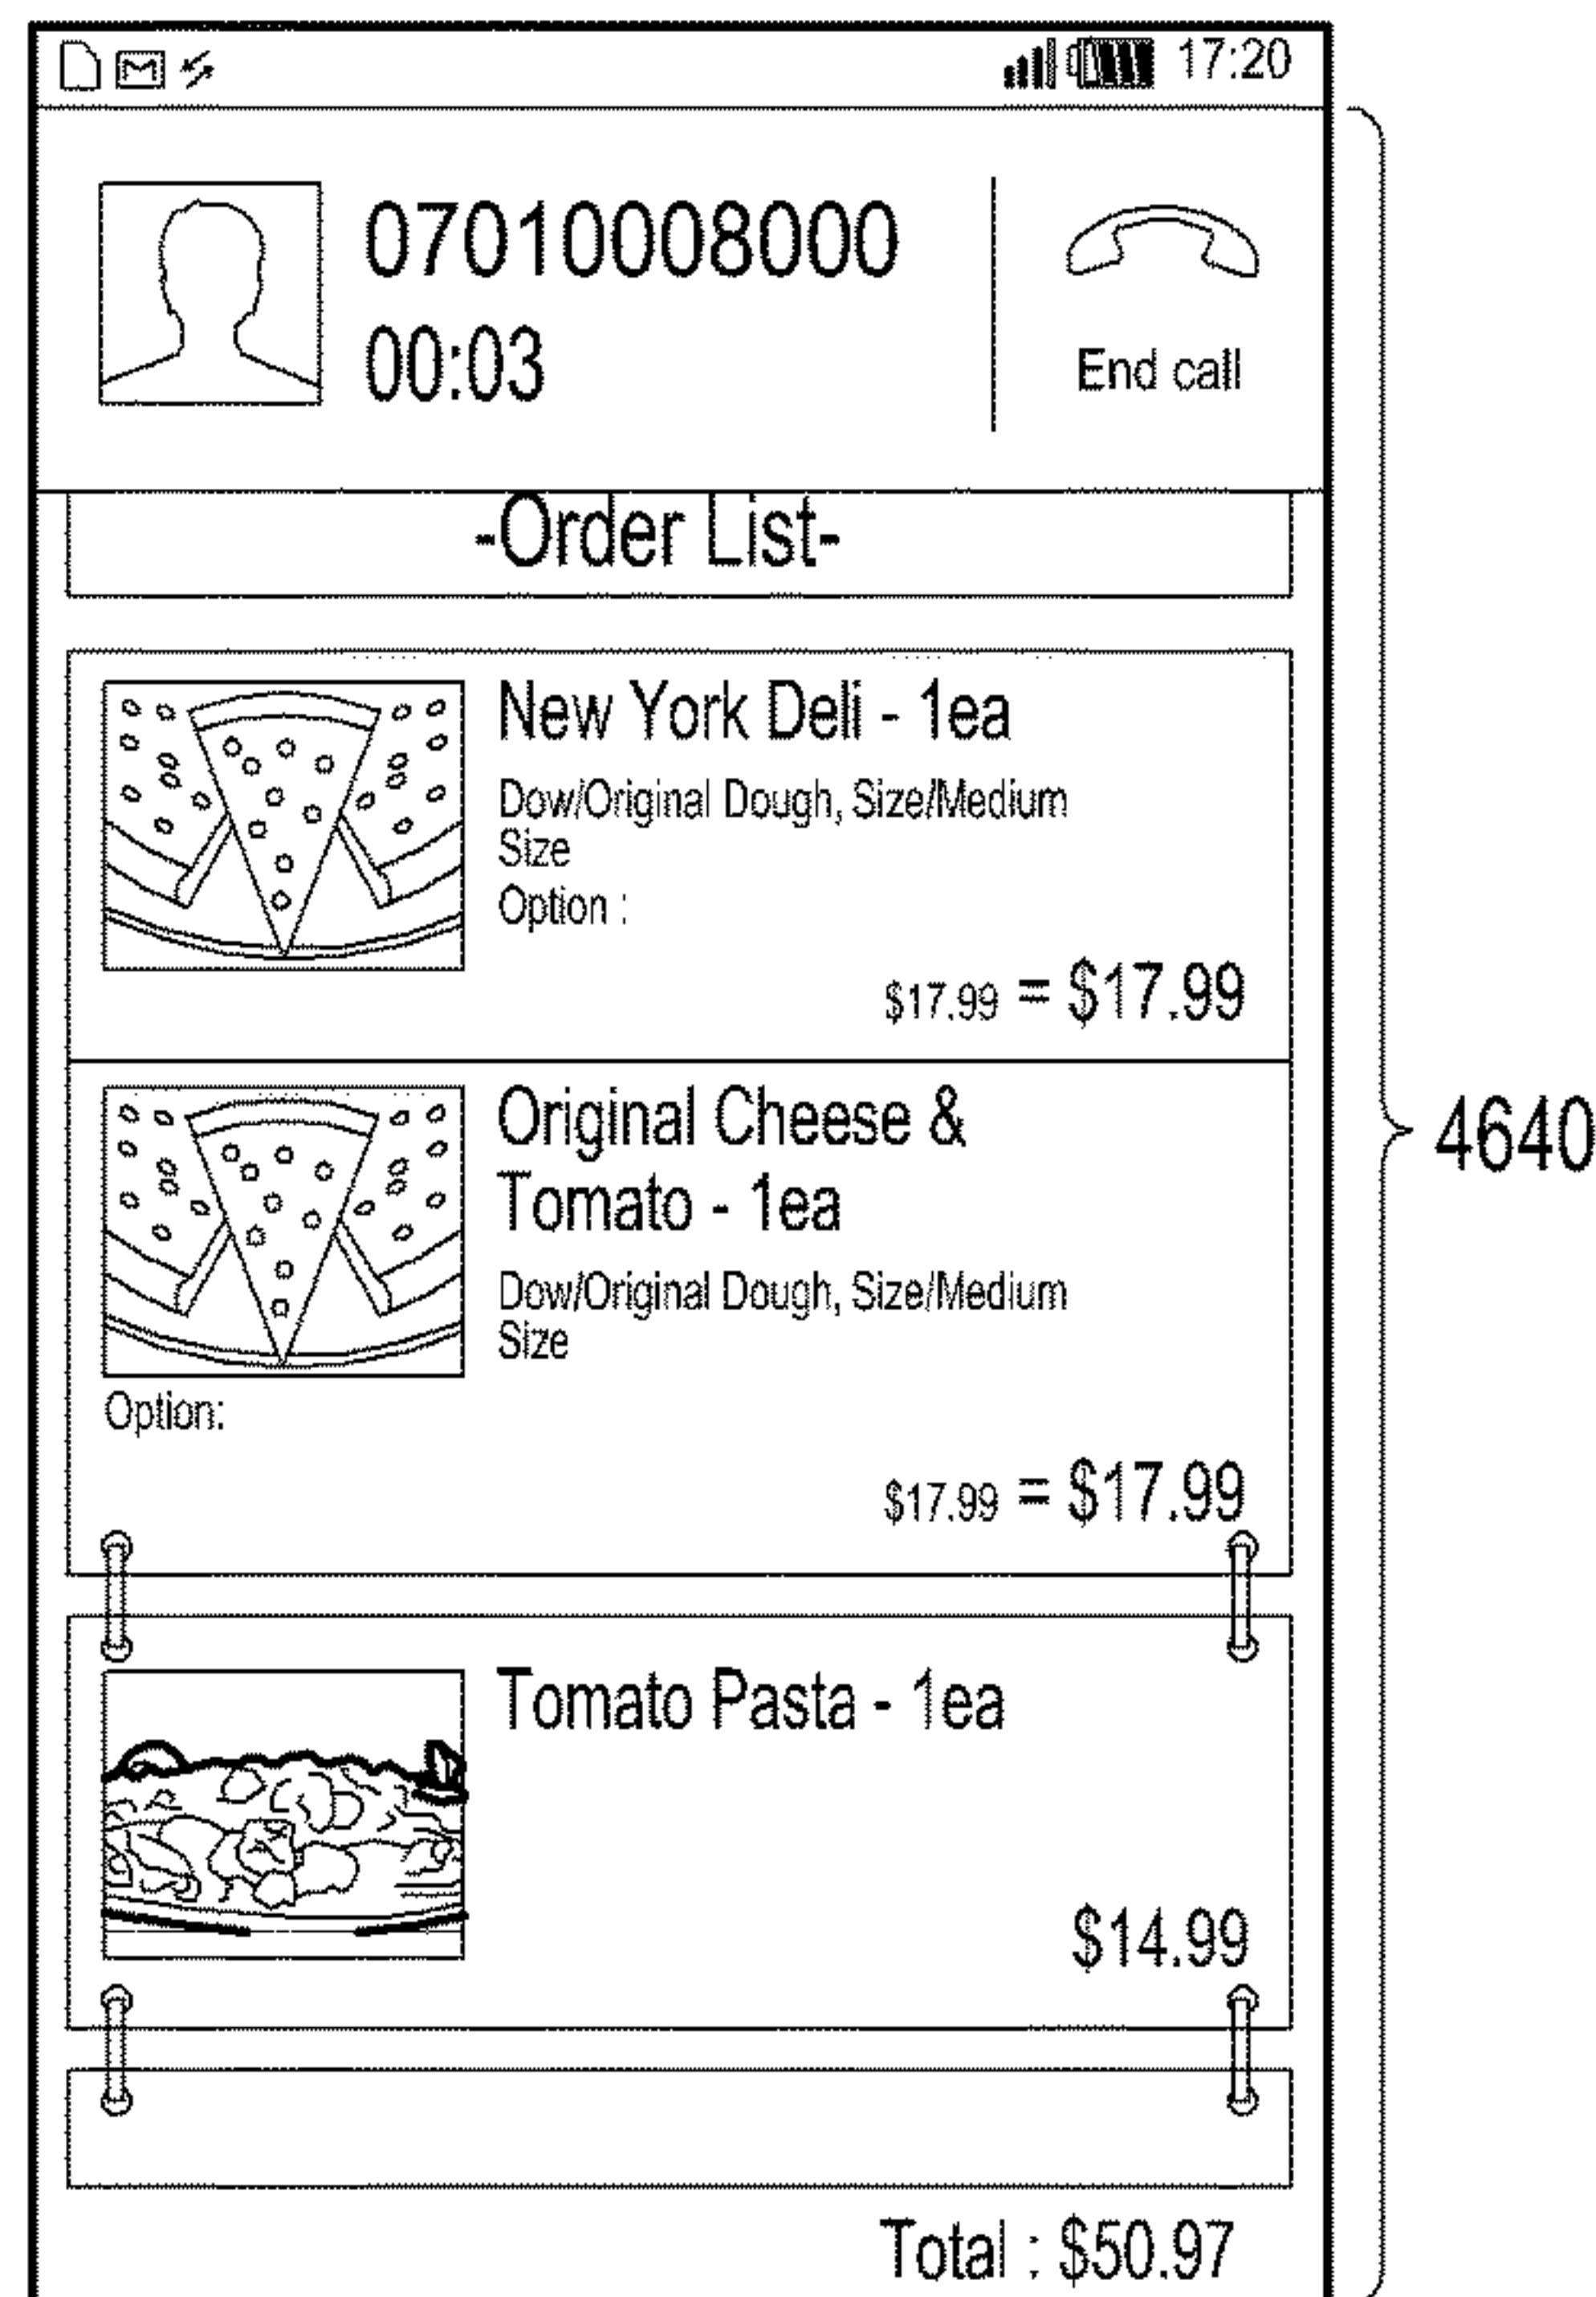 17:20
07010008000
00:03
End call
-Order List-
New York Deli - 1ea
Dow/Original Dough, Size/Medium
Size
Option :
$17.99 = $17.99
Original Cheese &
Tomato - 1ea
Dow/Original Dough, Size/Medium
Size
Option:
$17.99 = $17.99
4640
Tomato Pasta - 1ea
$14.99
Total : $50.97